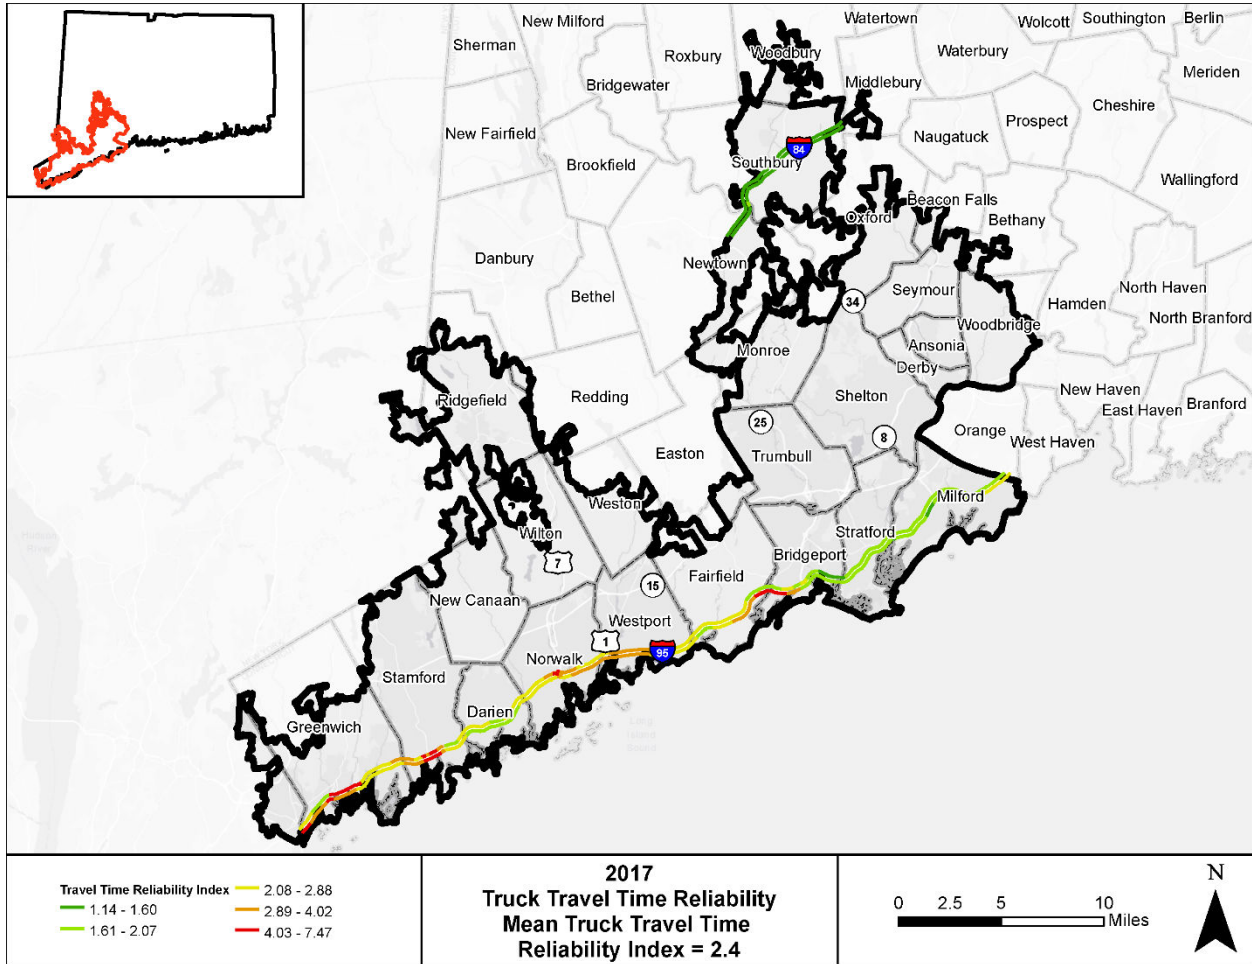 New Milford
Watertown
Wolcott
Southington
Berlin
Sherman
Roxbury
Woodbury
Waterbury
Meriden
Bridgewater
Middlebury
Cheshire
New Fairfield
Prospect
Naugatuck
84
Southbury
Brookfield
Wallingford
Beacon Falls
Oxford
Bethany
Danbury
Newtown
North Haven
Bethel
Seymour
Hamden
34
North Branford
Woodbridge
Ansonia
Monroe
Derby
Ridgefield
Redding
Shelton
New Haven
Branford
East Haven
25
8
Orange
West Haven
Easton
Trumbull
Weston
Milford
Wilton
Stratford
Bridgeport
7
Fairfield
15
New Canaan
Westport
1
95
Norwalk
Stamford
Darien
Greenwich
Long
Island
Sound
Travel Time Reliability Index
1.14 - 1.60
1.61 - 2.07
2.08 - 2.88
2.89 - 4.02
4.03 - 7.47
2017
Truck Travel Time Reliability
Mean Truck Travel Time
Reliability Index = 2.4
0 2.5 5 10
Miles
N